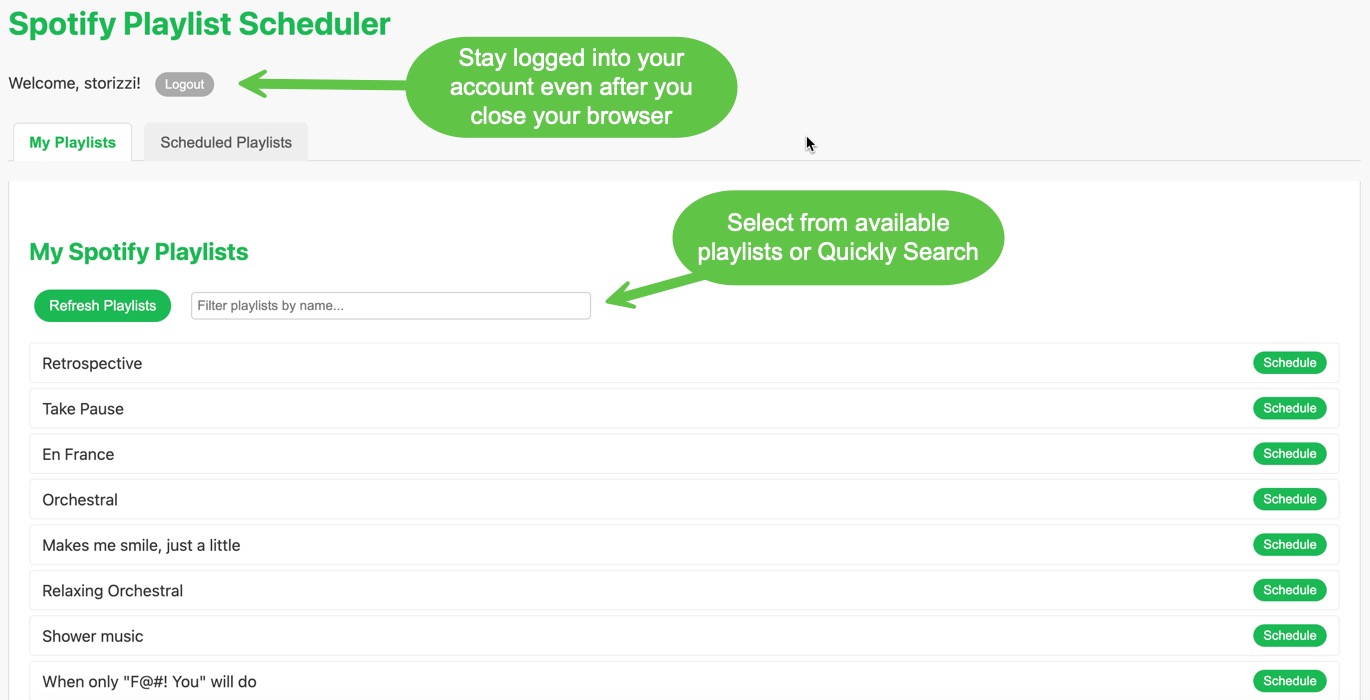 Spotify Playlist Scheduler
Welcome, storizzi! Logout
Stay logged into your
account even after you
close your browser
My Playlists Scheduled Playlists
Select from available
playlists or Quickly Search
My Spotify Playlists
Refresh Playlists Filter playlists by name...
Retrospective Schedule
Take Pause Schedule
En France Schedule
Orchestral Schedule
Makes me smile, just a little Schedule
Relaxing Orchestral Schedule
Shower music Schedule
When only "F@#! You" will do Schedule